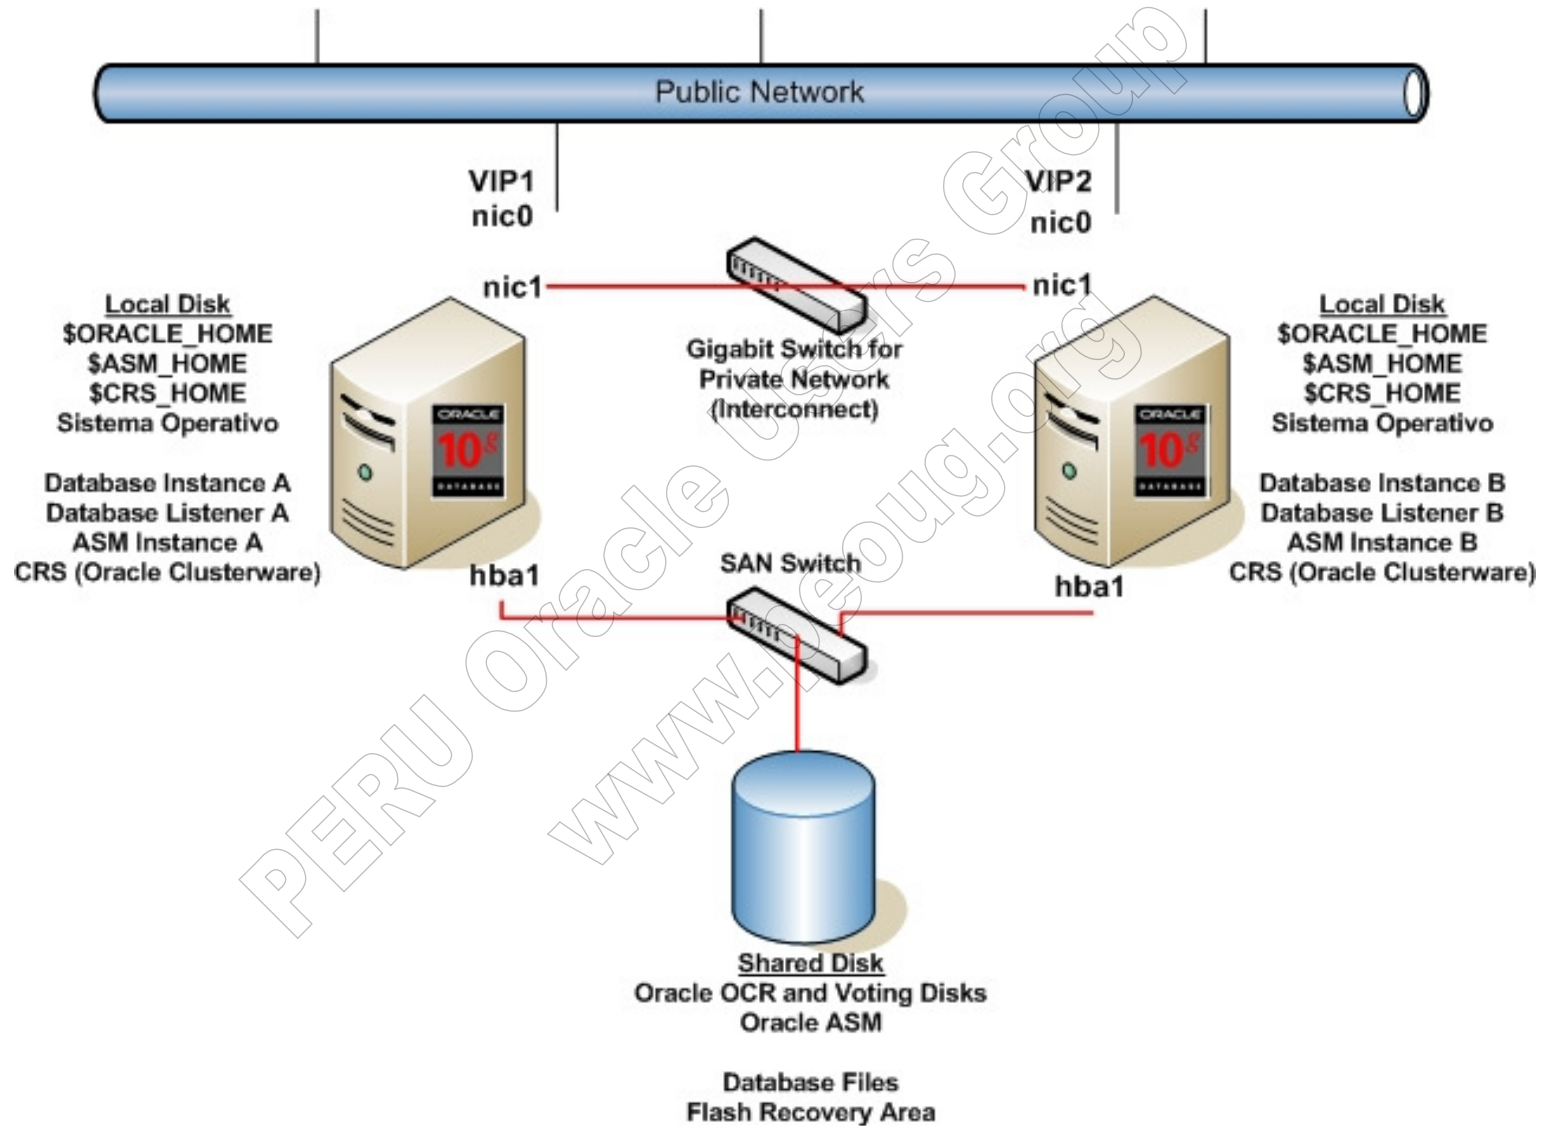 Public Network
VIP1
nic0
VIP2
nic0
nic1
nic1
Gigabit Switch for
Private Network
(Interconnect)
Local Disk
$ORACLE_HOME
$ASM_HOME
$CRS_HOME
Sistema Operativo
Database Instance A
Database Listener A
ASM Instance A
CRS (Oracle Clusterware)
ORACLE
10g
DATABASE
hba1
Local Disk
$ORACLE_HOME
$ASM_HOME
$CRS_HOME
Sistema Operativo
Database Instance B
Database Listener B
ASM Instance B
CRS (Oracle Clusterware)
ORACLE
10g
DATABASE
hba1
SAN Switch
Shared Disk
Oracle OCR and Voting Disks
Oracle ASM
Database Files
Flash Recovery Area
PERU Oracle Users Group
www.peoug.org